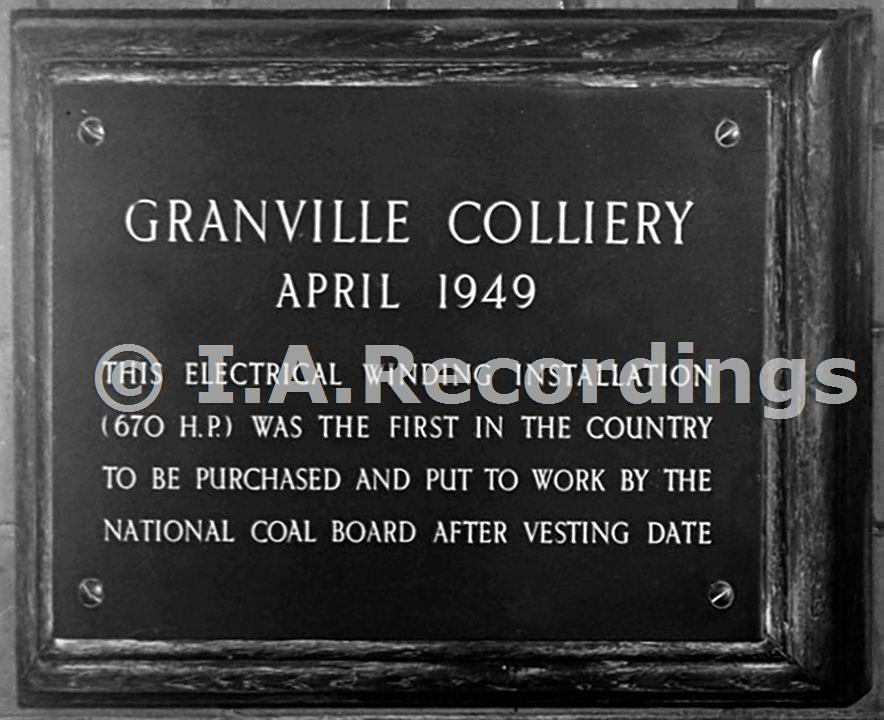 GRANVILLE COLLIERY
APRIL 1949
THIS ELECTRICAL WINDING INSTALLATION
© I.A.Recordings
(670 H.P.) WAS THE FIRST IN THE COUNTRY
TO BE PURCHASED AND PUT TO WORK BY THE
NATIONAL COAL BOARD AFTER VESTING DATE